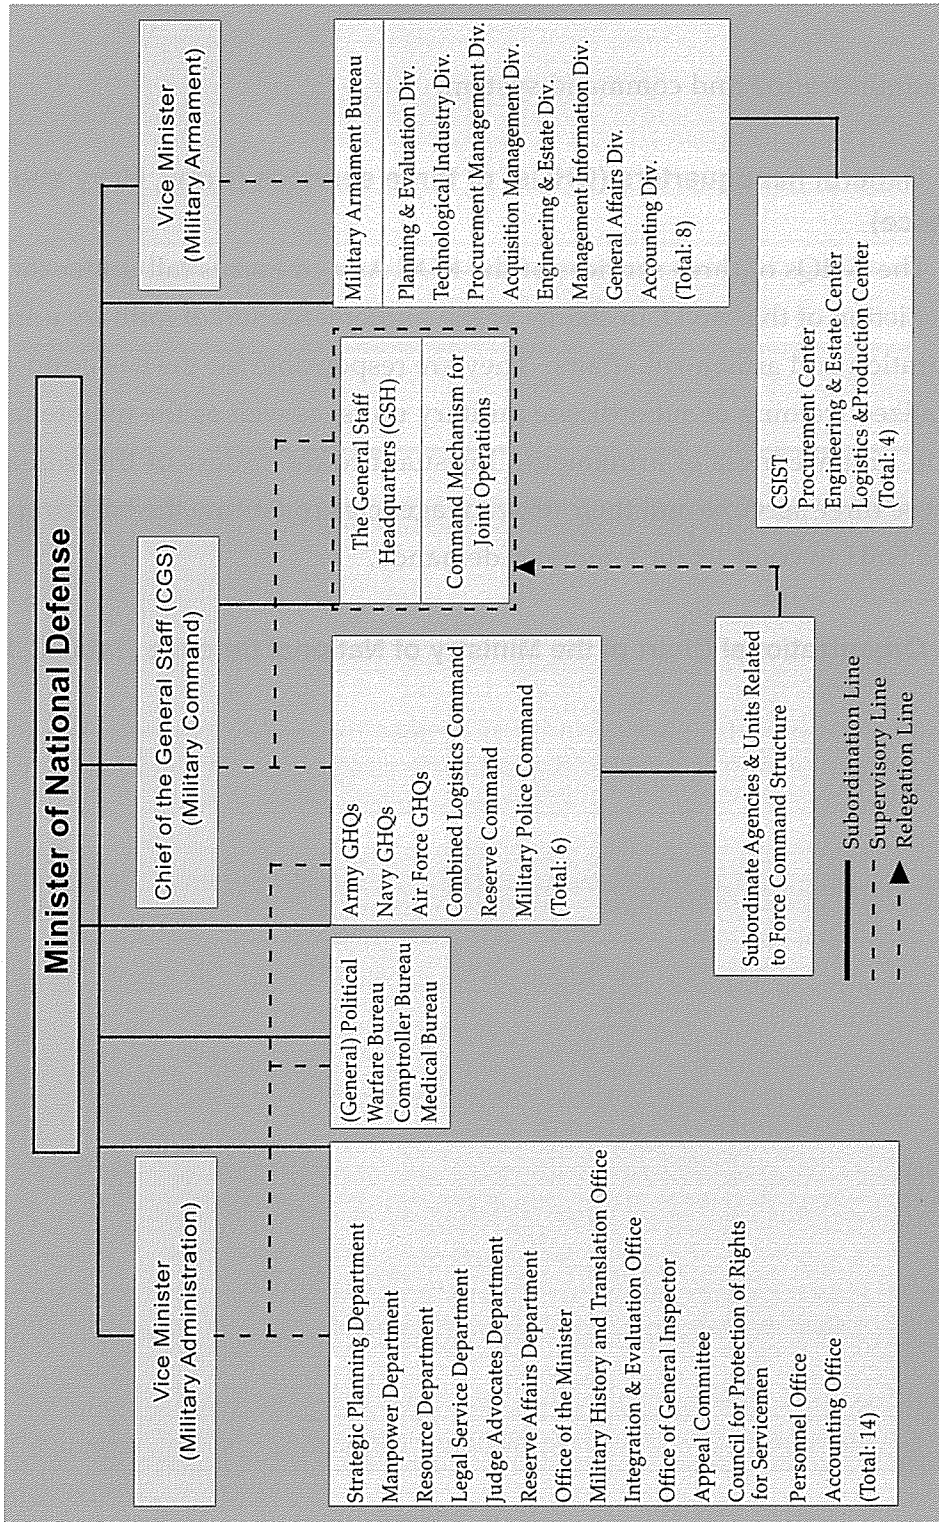 Minister of National Defense
Vice Minister
(Military Administration)
Chief of the General Staff (CGS)
(Military Command)
Vice Minister
(Military Armament)
Strategic Planning Department
Manpower Department
Resource Department
Legal Service Department
Judge Advocates Department
Reserve Affairs Department
Office of the Minister
Military History and Translation Office
Integration & Evaluation Office
Office of General Inspector
Appeal Committee
Council for Protection of Rights
for Servicemen
Personnel Office
Accounting Office
(Total: 14)
(General) Political
Warfare Bureau
Comptroller Bureau
Medical Bureau
Army GHQs
Navy GHQs
Air Force GHQs
Combined Logistics Command
Reserve Command
Military Police Command
(Total: 6)
The General Staff
Headquarters (GSH)
Command Mechanism for
Joint Operations
Military Armament Bureau
Planning & Evaluation Div.
Technological Industry Div.
Procurement Management Div.
Acquisition Management Div.
Engineering & Estate Div.
Management Information Div.
General Affairs Div.
Accounting Div.
(Total: 8)
Subordinate Agencies & Units Related
to Force Command Structure
CSIST
Procurement Center
Engineering & Estate Center
Logistics &Production Center
(Total: 4)
Subordination Line
Supervisory Line
Relegation Line